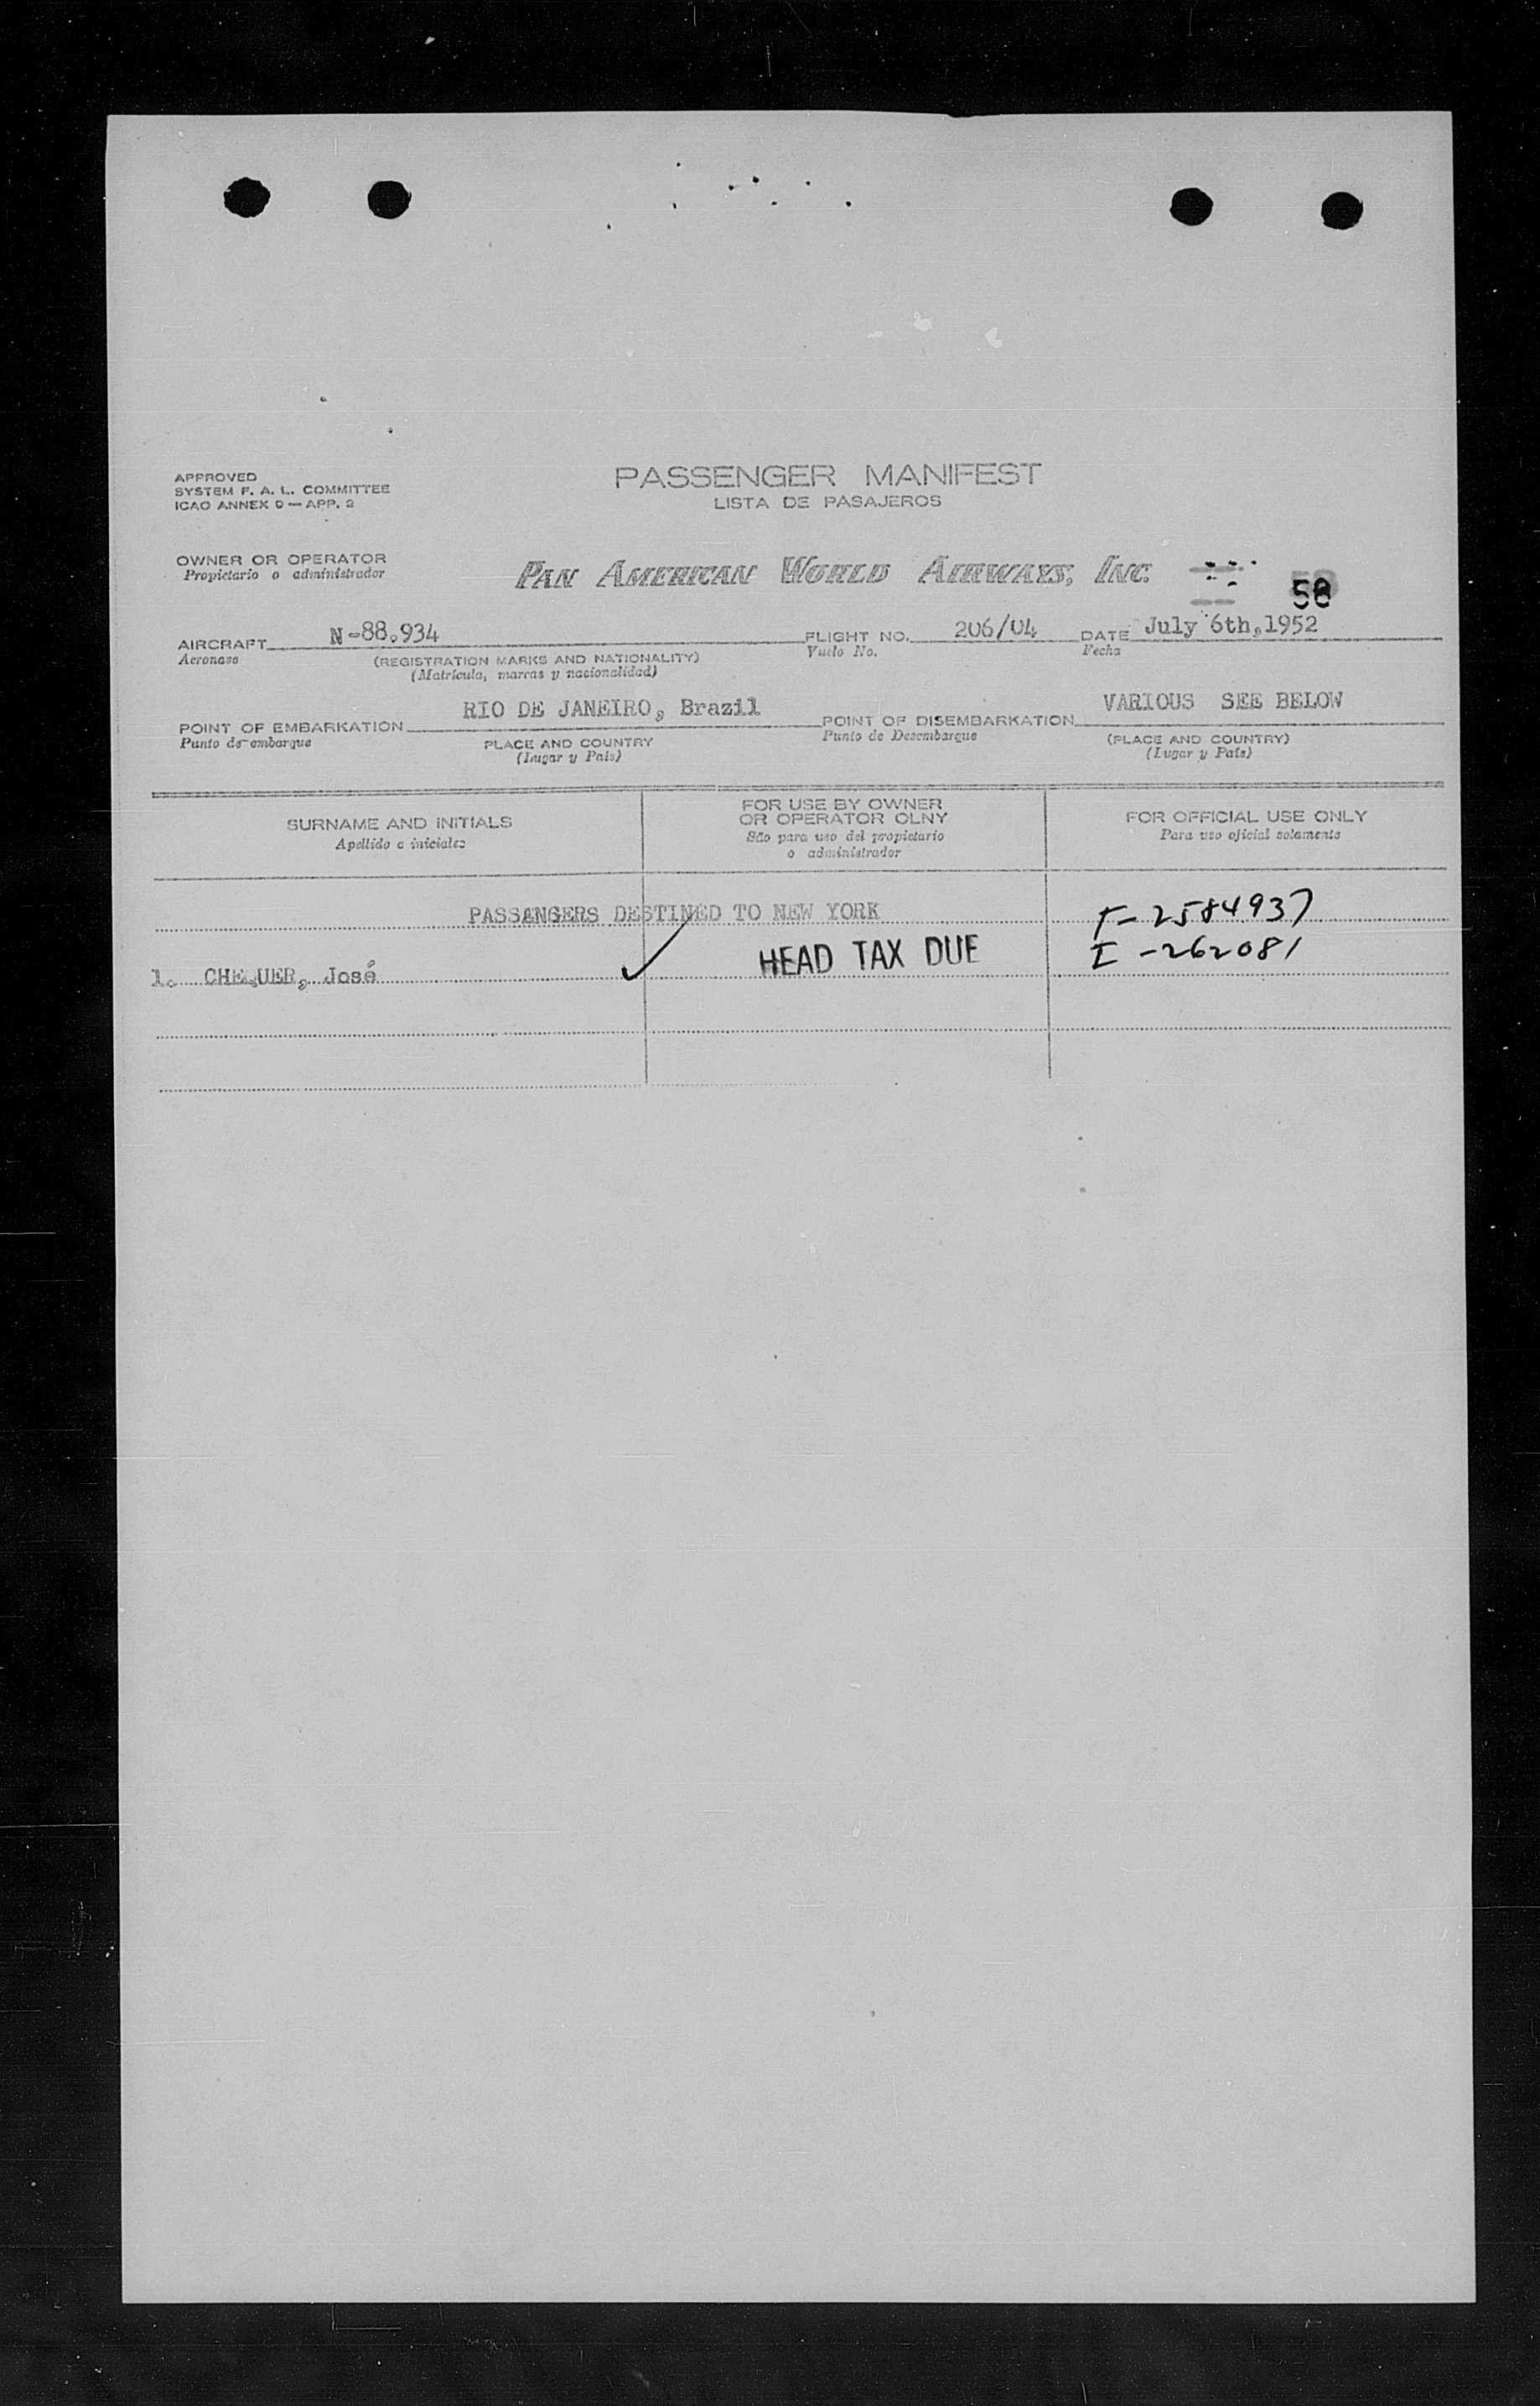 APPROVED
SYSTEM F. A. L. COMMITTEE
ICAO ANNEX 9 — APP. 2
PASSENGER MANIFEST
LISTA DE PASAJEROS
OWNER OR OPERATOR
Propietario o administrador
PAN AMERICAN WORLD AIRWAYS, INC.
58
AIRCRAFT N-88.934 FLIGHT NO. 206/04 DATE July 6th,1952
Aeronave (REGISTRATION MARKS AND NATIONALITY) Vuelo No. Fecha
(Matrícula, marcas y nacionalidad)
POINT OF EMBARKATION RIO DE JANEIRO, Brazil POINT OF DISEMBARKATION VARIOUS SEE BELOW
Punto de embarque PLACE AND COUNTRY Punto de Desembarque (PLACE AND COUNTRY)
(Lugar y País) (Lugar y País)
SURNAME AND INITIALS
Apellido e iniciales
FOR USE BY OWNER
OR OPERATOR OLNY
Sólo para uso del propietario
o administrador
FOR OFFICIAL USE ONLY
Para uso oficial solamente
PASSANGERS DESTINED TO NEW YORK F-2584937
1. CHEQUER, José HEAD TAX DUE I-262081